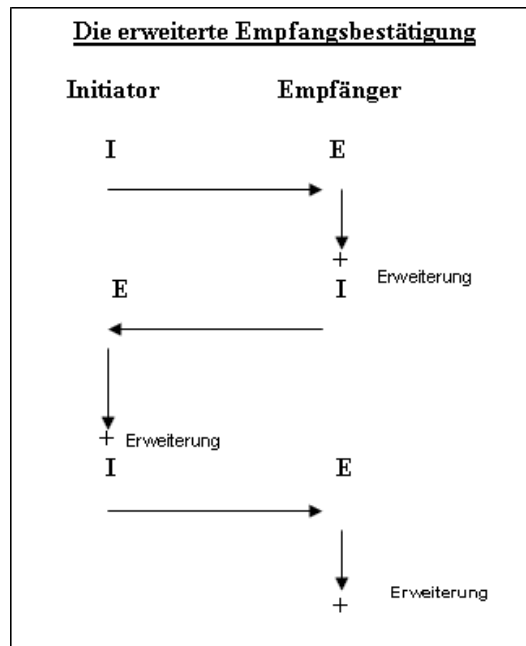 Die erweiterte Empfangsbestätigung
Initiator Empfänger
I E
+
Erweiterung
E I
+ Erweiterung
I E
Erweiterung
+